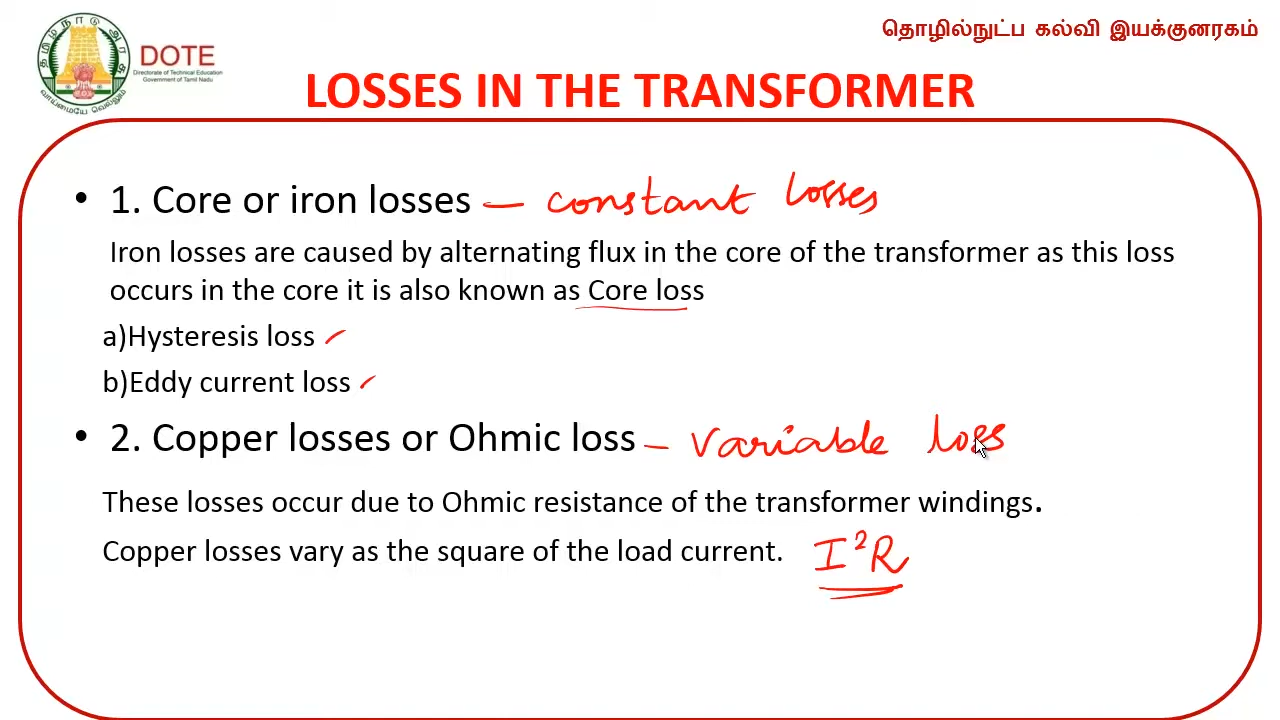 தொழில்நுட்ப கல்வி இயக்குனரகம்
தமிழ்நாடு அரசு
வாய்மையே வெல்லும்
DOTE
Directorate of Technical Education
Government of Tamil Nadu
LOSSES IN THE TRANSFORMER
• 1. Core or iron losses – constant losses
Iron losses are caused by alternating flux in the core of the transformer as this loss
occurs in the core it is also known as Core loss
a)Hysteresis loss
b)Eddy current loss
• 2. Copper losses or Ohmic loss – variable loss
These losses occur due to Ohmic resistance of the transformer windings.
Copper losses vary as the square of the load current. I²R